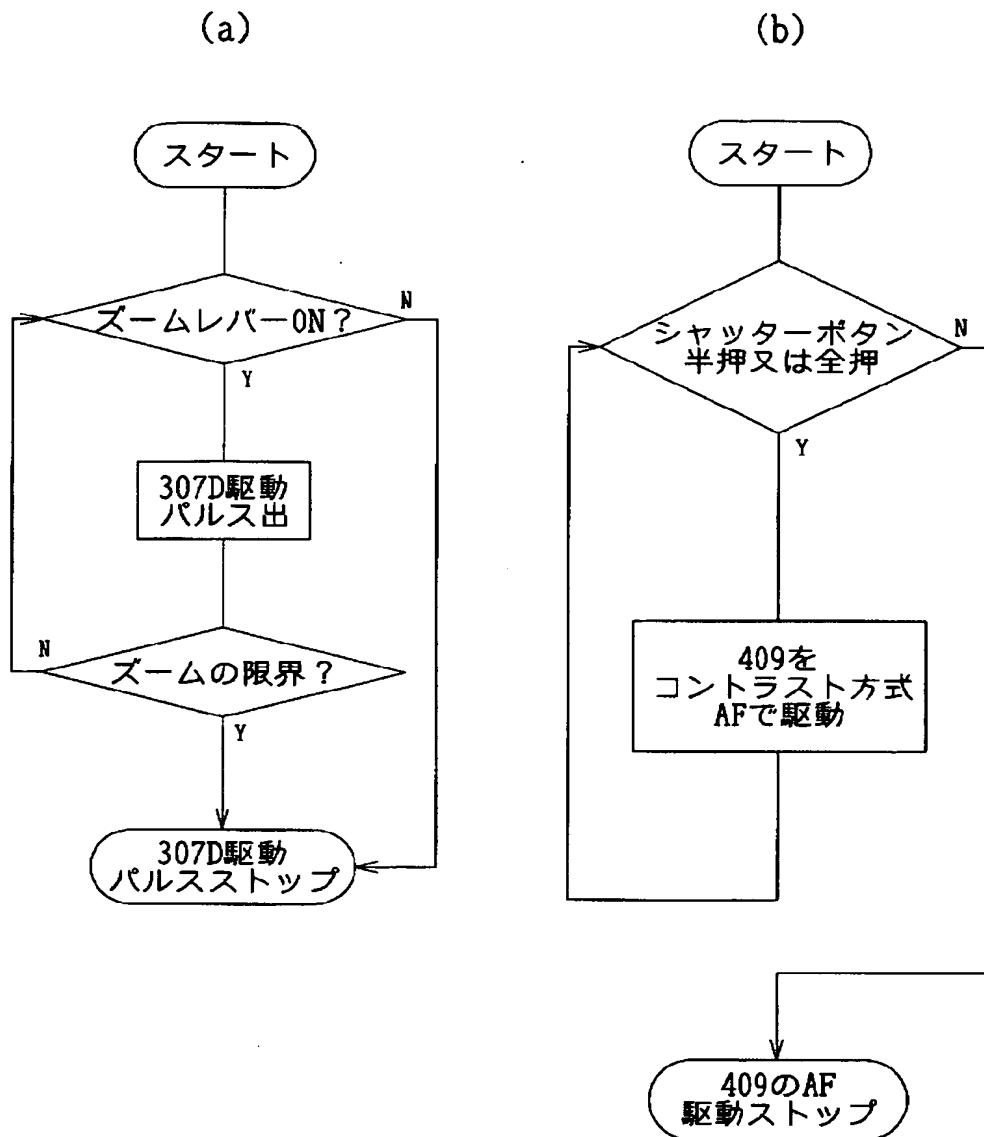 (a)
スタート
ズームレバーON?
N
Y
307D駆動
パルス出
N
ズームの限界?
Y
307D駆動
パルスストップ
(b)
スタート
シャッターボタン
半押又は全押
N
Y
409を
コントラスト方式
AFで駆動
409のAF
駆動ストップ